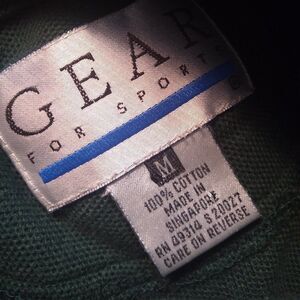 GEAR
FOR SPORTS
M
100% COTTON
MADE IN
SINGAPORE
RN 49314 S 20027
CARE ON REVERSE